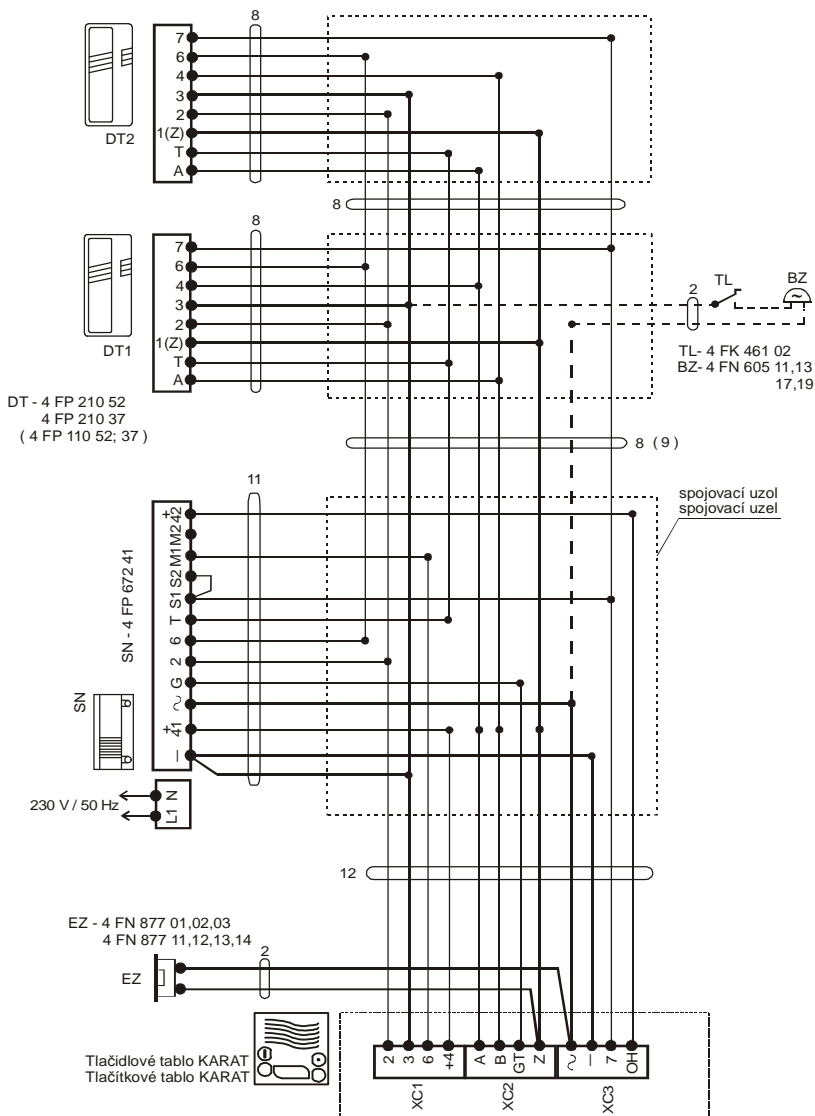 8
7
6
4
3
2
1(Z)
T
A
DT2
8
8
7
6
4
3
2
1(Z)
T
A
DT1
2
TL
BZ
~
TL- 4 FK 461 02
BZ- 4 FN 605 11,13
17,19
DT - 4 FP 210 52
4 FP 210 37
( 4 FP 110 52; 37 )
8 ( 9 )
11
spojovací uzol
spojovací uzel
SN - 4 FP 672 41
+
42
M2
M1
S2
S1
T
6
2
G
~
+
41
–
SN
N
L1
230 V / 50 Hz
12
EZ - 4 FN 877 01,02,03
4 FN 877 11,12,13,14
2
EZ
Tlačidlové tablo KARAT
Tlačítkové tablo KARAT
2
3
6
+4
A
B
GT
Z
~
–
7
OH
XC1
XC2
XC3